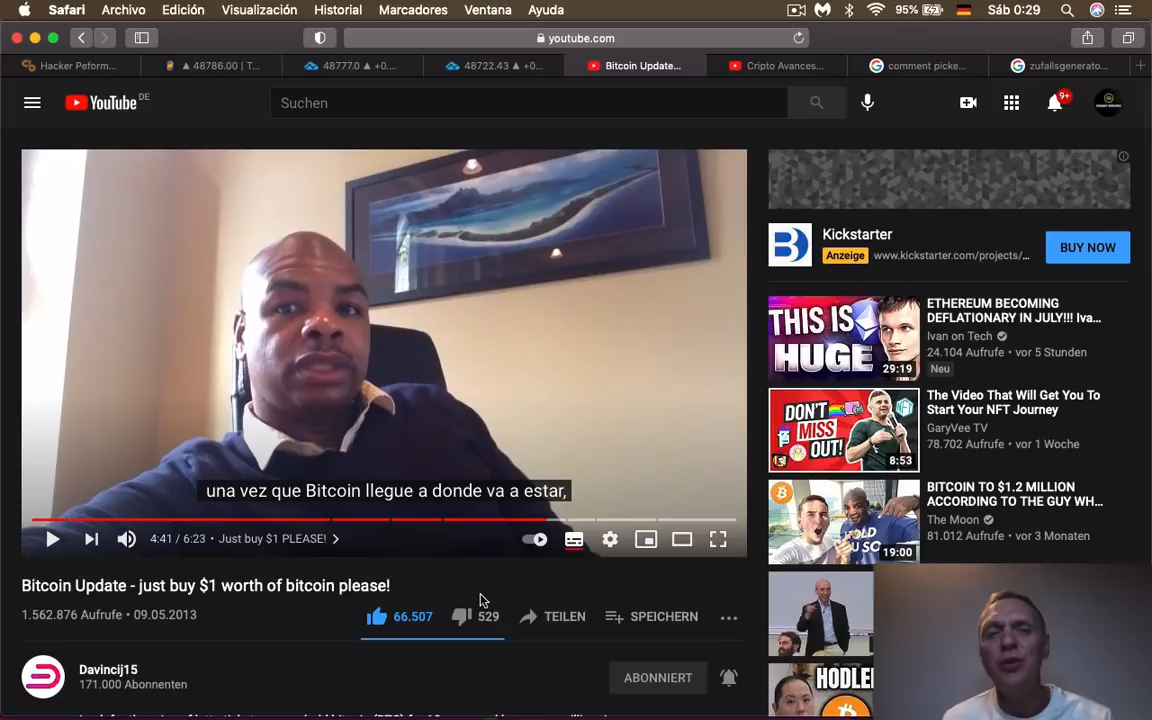 Safari Archivo Edición Visualización Historial Marcadores Ventana Ayuda 95% Sáb 0:29
youtube.com
Hacker Peform... ▲ 48786.00 | T... 48777.0 ▲ +0.... 48722.43 ▲ +0... Bitcoin Update... Cripto Avances... comment picke... zufallsgenerato...
YouTube DE Suchen 9+
una vez que Bitcoin llegue a donde va a estar,
4:41 / 6:23 • Just buy $1 PLEASE! >
Bitcoin Update - just buy $1 worth of bitcoin please!
1.562.876 Aufrufe • 09.05.2013 66.507 529 TEILEN SPEICHERN
Davincij15
171.000 Abonnenten
ABONNIERT
Kickstarter
Anzeige www.kickstarter.com/projects/...
BUY NOW
THIS IS
HUGE
29:19
ETHEREUM BECOMING
DEFLATIONARY IN JULY!!! Iva...
Ivan on Tech
24.104 Aufrufe • vor 5 Stunden
Neu
DON'T
MISS
OUT!
8:53
The Video That Will Get You To
Start Your NFT Journey
GaryVee TV
78.702 Aufrufe • vor 1 Woche
19:00
BITCOIN TO $1.2 MILLION
ACCORDING TO THE GUY WH...
The Moon
81.012 Aufrufe • vor 3 Monaten
HODLE